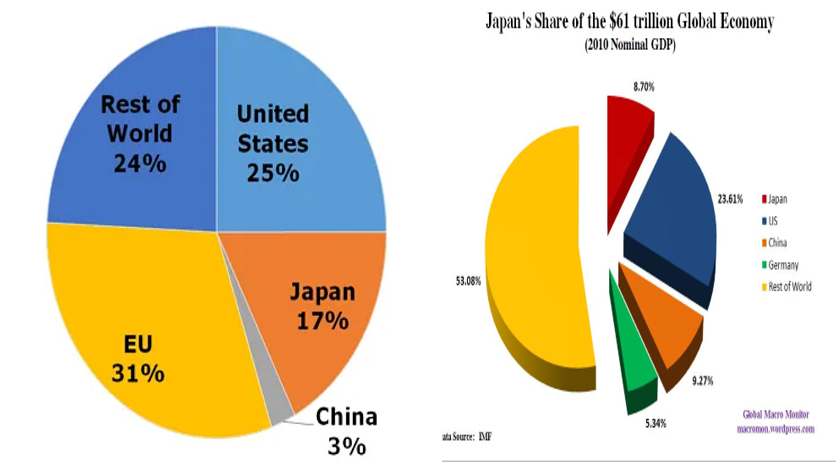 Rest of
World
24%
United
States
25%
Japan
17%
EU
31%
China
3%
Japan's Share of the $61 trillion Global Economy
(2010 Nominal GDP)
8.70%
23.61%
53.08%
9.27%
5.34%
Japan
US
China
Germany
Rest of World
Global Macro Monitor
macromon.wordpress.com
ata Source: IMF